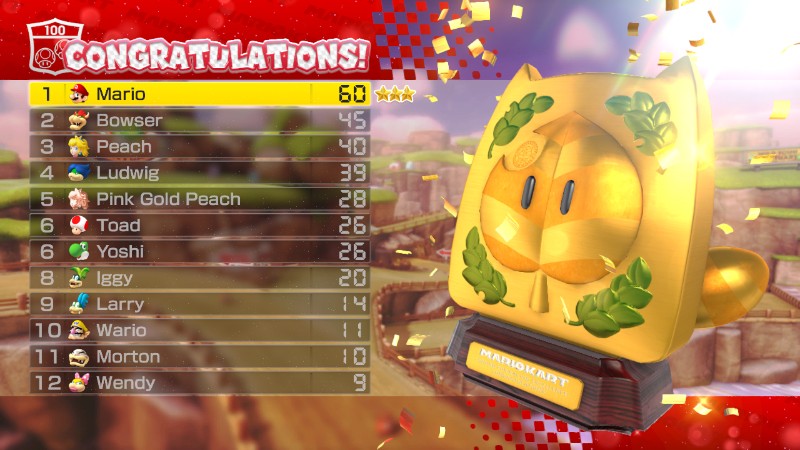 100
CONGRATULATIONS!
1 Mario 60
2 Bowser 45
3 Peach 40
4 Ludwig 39
5 Pink Gold Peach 28
6 Toad 26
6 Yoshi 26
8 Iggy 20
9 Larry 14
10 Wario 11
11 Morton 10
12 Wendy 9
MARIOKART